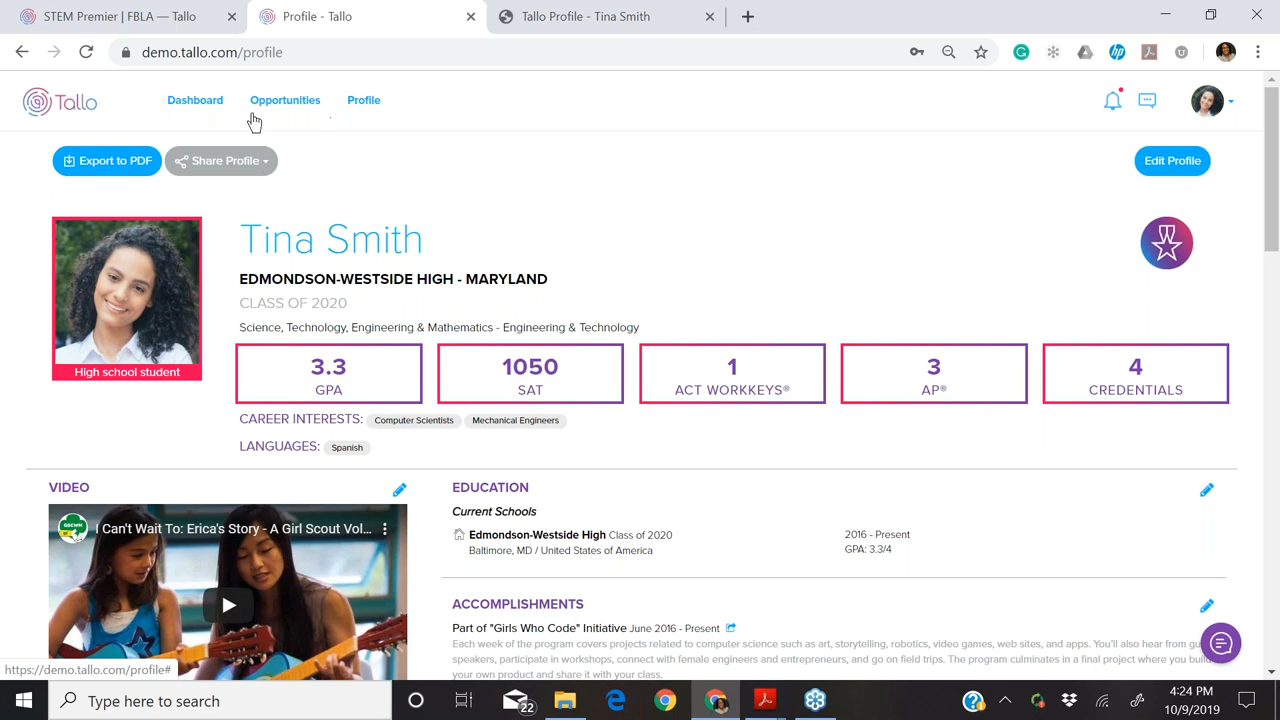 STEM Premier | FBLA — Tallo
Profile - Tallo
Tallo Profile - Tina Smith
demo.tallo.com/profile
Tallo
Dashboard
Opportunities
Profile
Export to PDF
Share Profile
Edit Profile
High school student
Tina Smith
EDMONDSON-WESTSIDE HIGH - MARYLAND
CLASS OF 2020
Science, Technology, Engineering & Mathematics - Engineering & Technology
3.3
GPA
1050
SAT
1
ACT WORKKEYS®
3
AP®
4
CREDENTIALS
CAREER INTERESTS: Computer Scientists Mechanical Engineers
LANGUAGES: Spanish
VIDEO
GSCWM
I Can't Wait To: Erica's Story - A Girl Scout Vol...
EDUCATION
Current Schools
Edmondson-Westside High Class of 2020
Baltimore, MD / United States of America
2016 - Present
GPA: 3.3/4
ACCOMPLISHMENTS
Part of "Girls Who Code" Initiative June 2016 - Present
Each week of the program covers projects related to computer science such as art, storytelling, robotics, video games, web sites, and apps. You'll also hear from gu
speakers, participate in workshops, connect with female engineers and entrepreneurs, and go on field trips. The program culminates in a final project where you bui
your own product and share it with your class.
https://demo.tallo.com/profile#
Type here to search
22
4:24 PM
10/9/2019